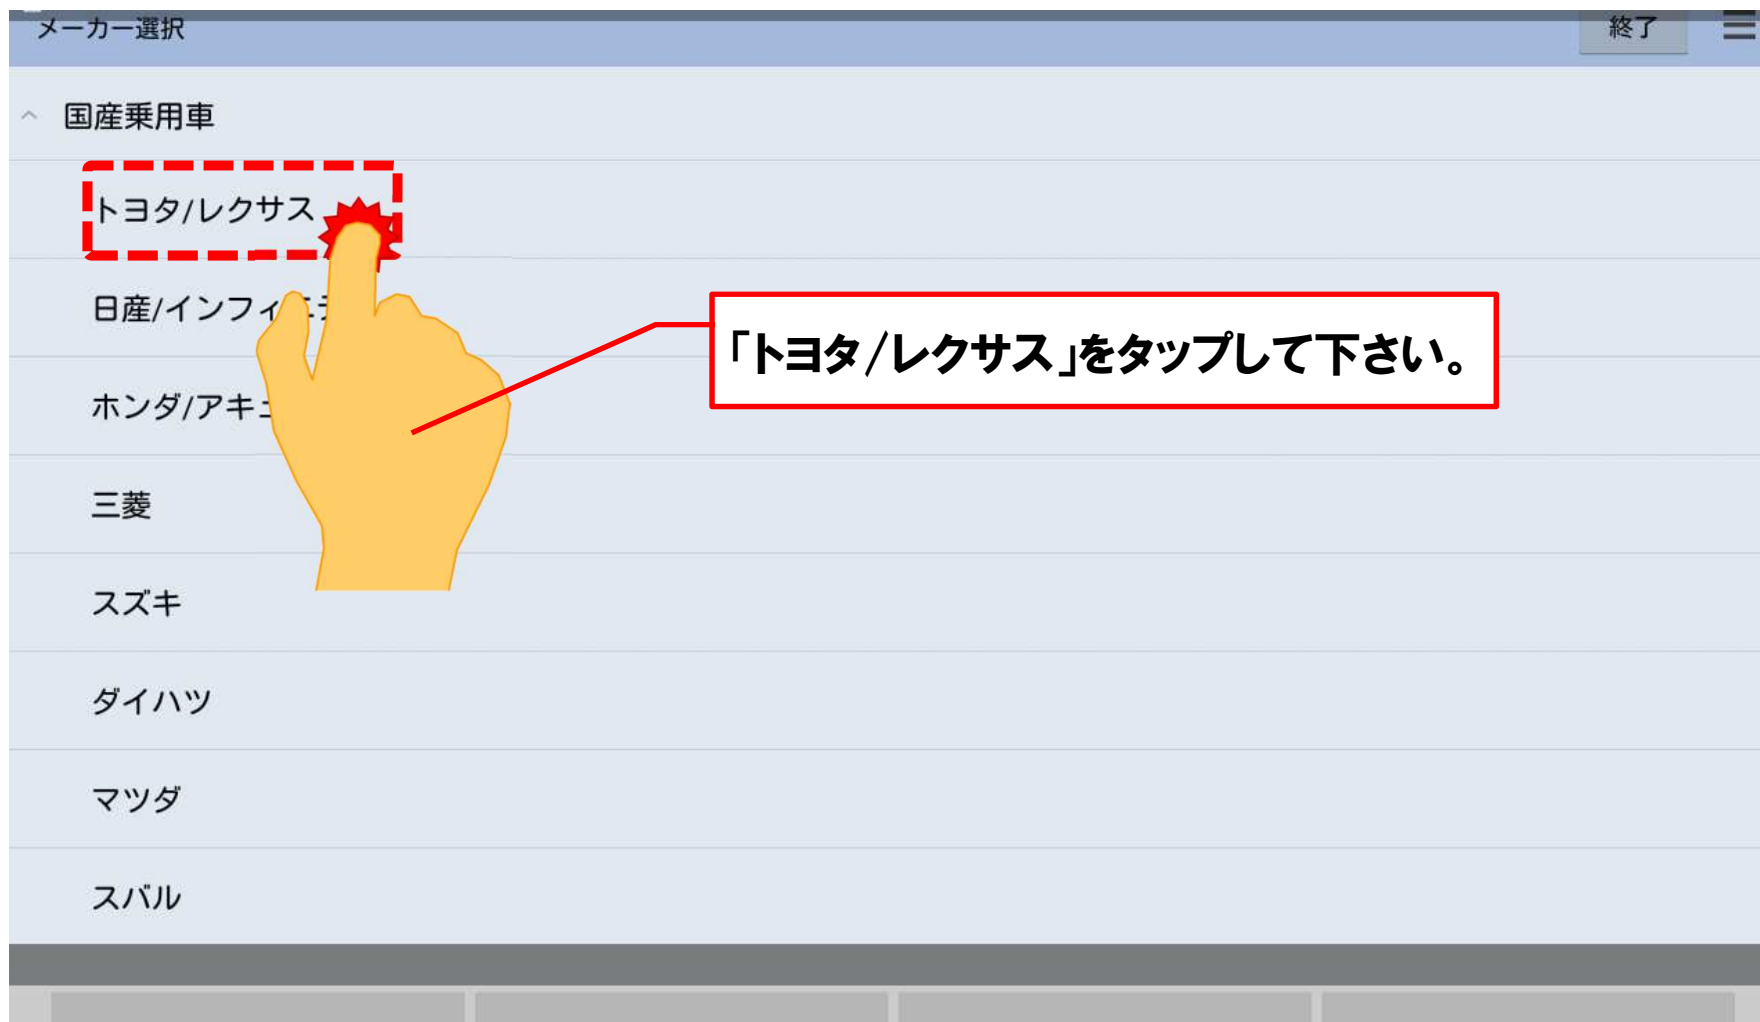 メーカー選択
終了
国産乗用車
トヨタ/レクサス
日産/インフィニ
「トヨタ/レクサス」をタップして下さい。
ホンダ/アキュ
三菱
スズキ
ダイハツ
マツダ
スバル